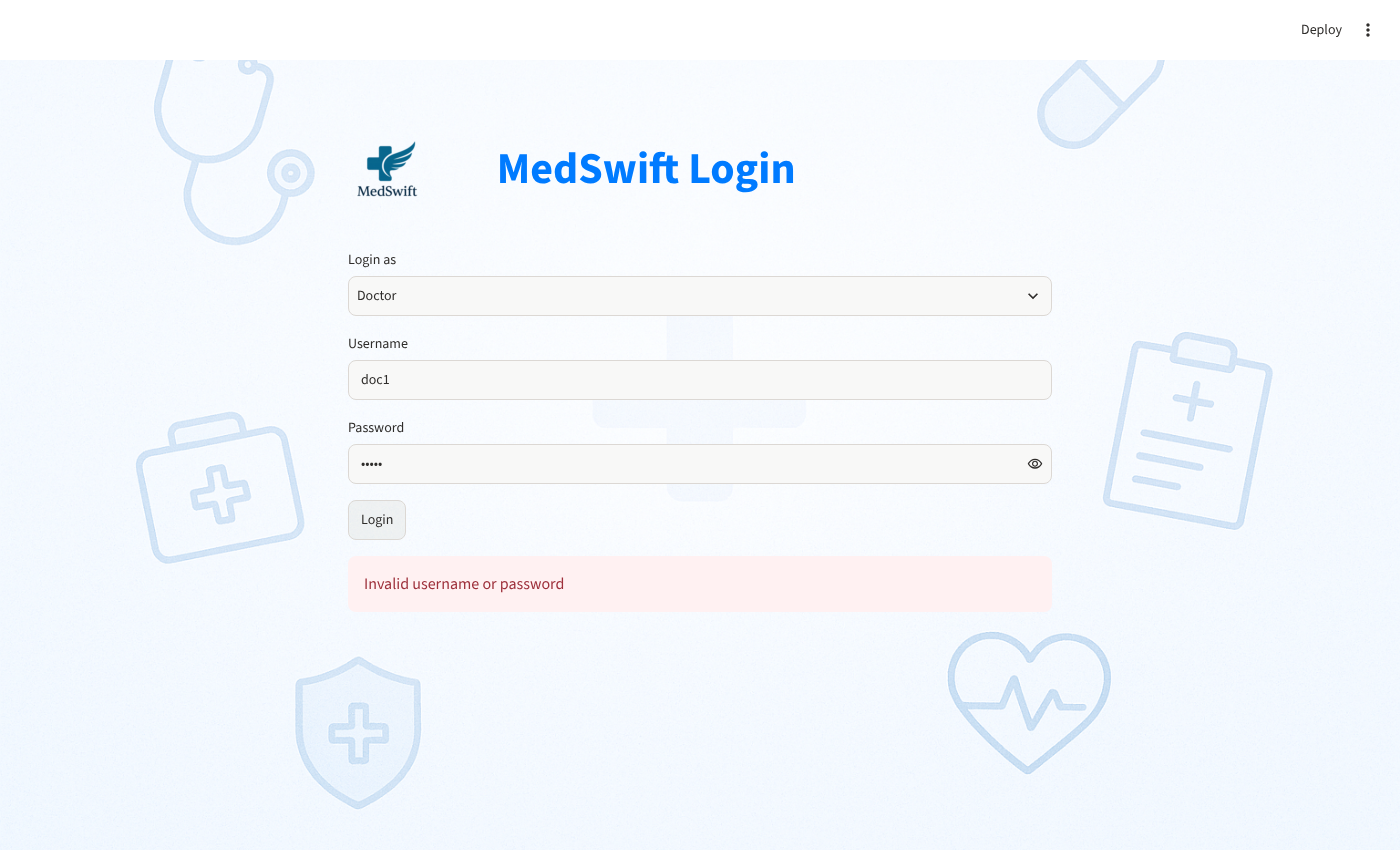 Deploy
MedSwift
MedSwift Login
Login as
Doctor
Username
doc1
Password
•••••
Login
Invalid username or password